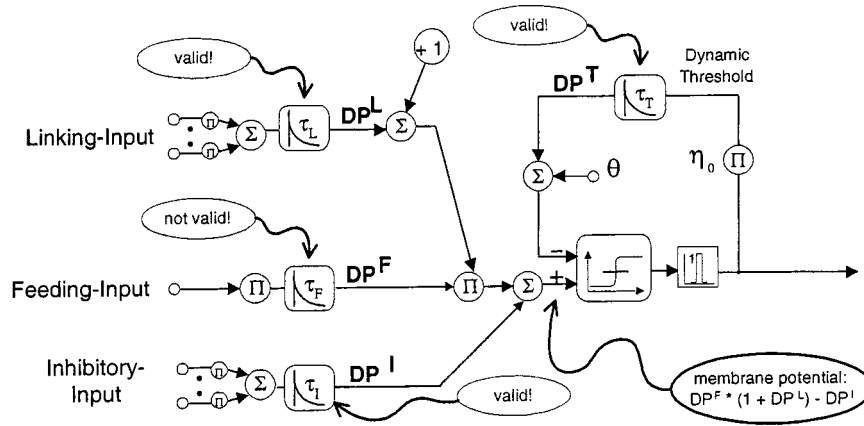 valid!
+ 1
valid!
Dynamic
Threshold
DP^T
τ_T
Linking-Input
Π
Π
Σ
τ_L
DP^L
Σ
η_0
Π
Σ
θ
not valid!
−
+
1
Feeding-Input
Π
τ_F
DP^F
Π
Σ
Inhibitory-
Input
Π
Π
Σ
τ_I
DP^I
valid!
membrane potential:
DP^F * (1 + DP^L) - DP^I